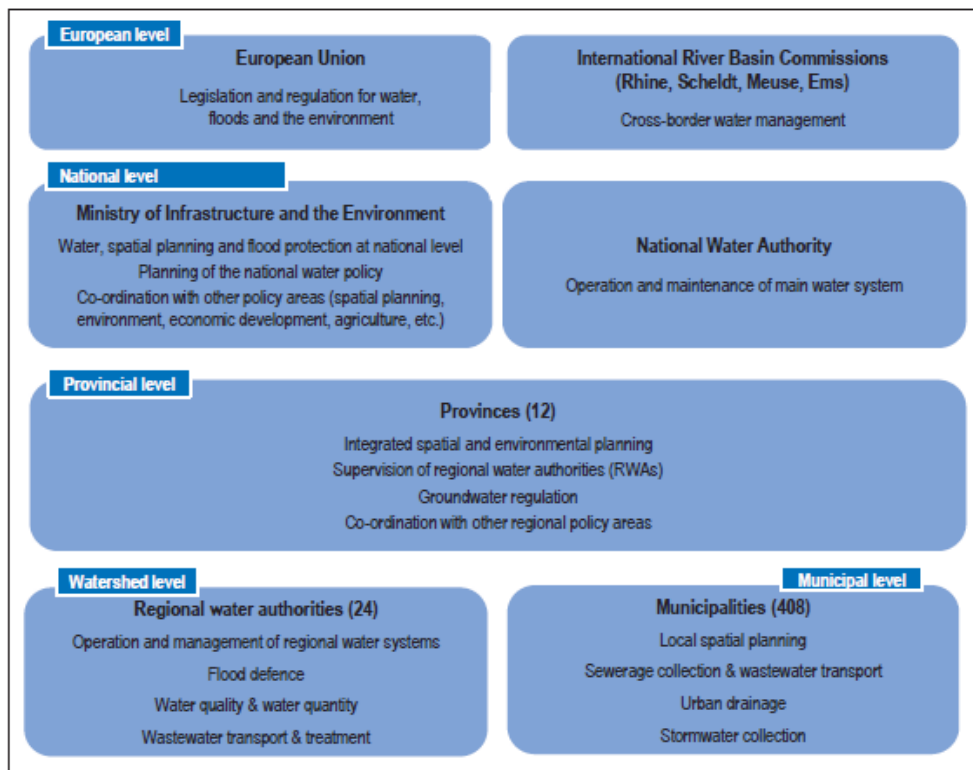 European level
European Union
Legislation and regulation for water,
floods and the environment
International River Basin Commissions
(Rhine, Scheldt, Meuse, Ems)
Cross-border water management
National level
Ministry of Infrastructure and the Environment
Water, spatial planning and flood protection at national level
Planning of the national water policy
Co-ordination with other policy areas (spatial planning,
environment, economic development, agriculture, etc.)
National Water Authority
Operation and maintenance of main water system
Provincial level
Provinces (12)
Integrated spatial and environmental planning
Supervision of regional water authorities (RWAs)
Groundwater regulation
Co-ordination with other regional policy areas
Watershed level
Regional water authorities (24)
Operation and management of regional water systems
Flood defence
Water quality & water quantity
Wastewater transport & treatment
Municipal level
Municipalities (408)
Local spatial planning
Sewerage collection & wastewater transport
Urban drainage
Stormwater collection